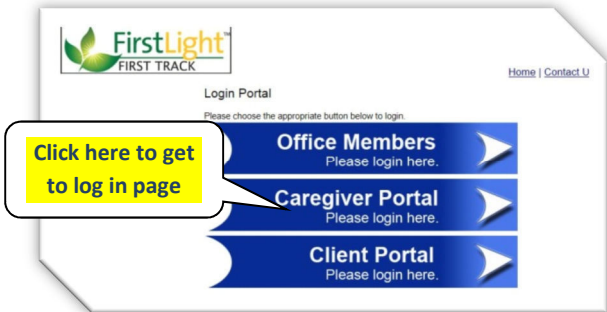 FirstLight™
FIRST TRACK
Home | Contact U
Login Portal
Please choose the appropriate button below to login.
Office Members
Please login here.
Click here to get
to log in page
Caregiver Portal
Please login here.
Client Portal
Please login here.